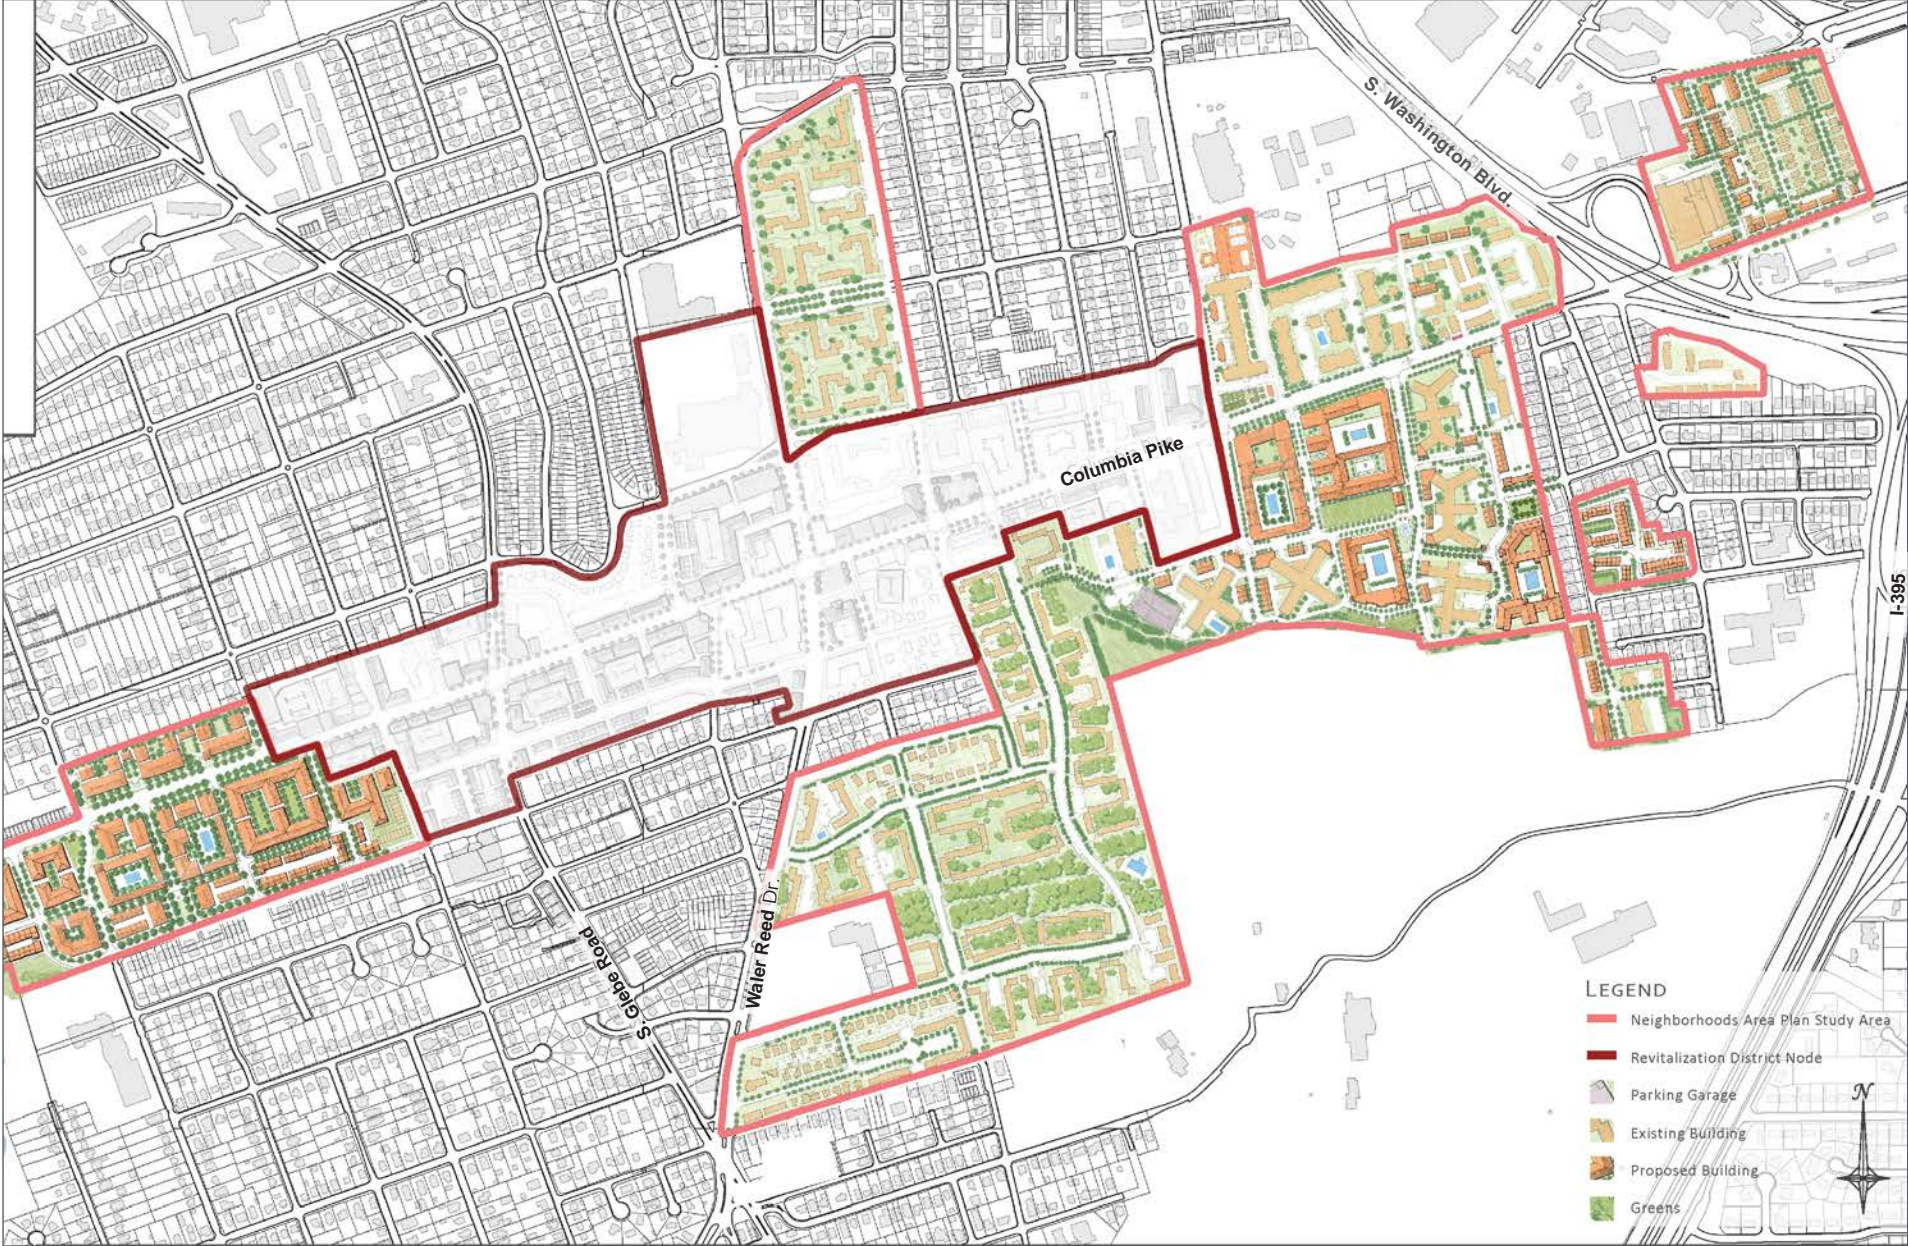 S. Washington Blvd
Columbia Pike
I-395
Waler Reed Dr.
S. Glebe Road
LEGEND
Neighborhoods Area Plan Study Area
Revitalization District Node
Parking Garage
Existing Building
Proposed Building
Greens
N